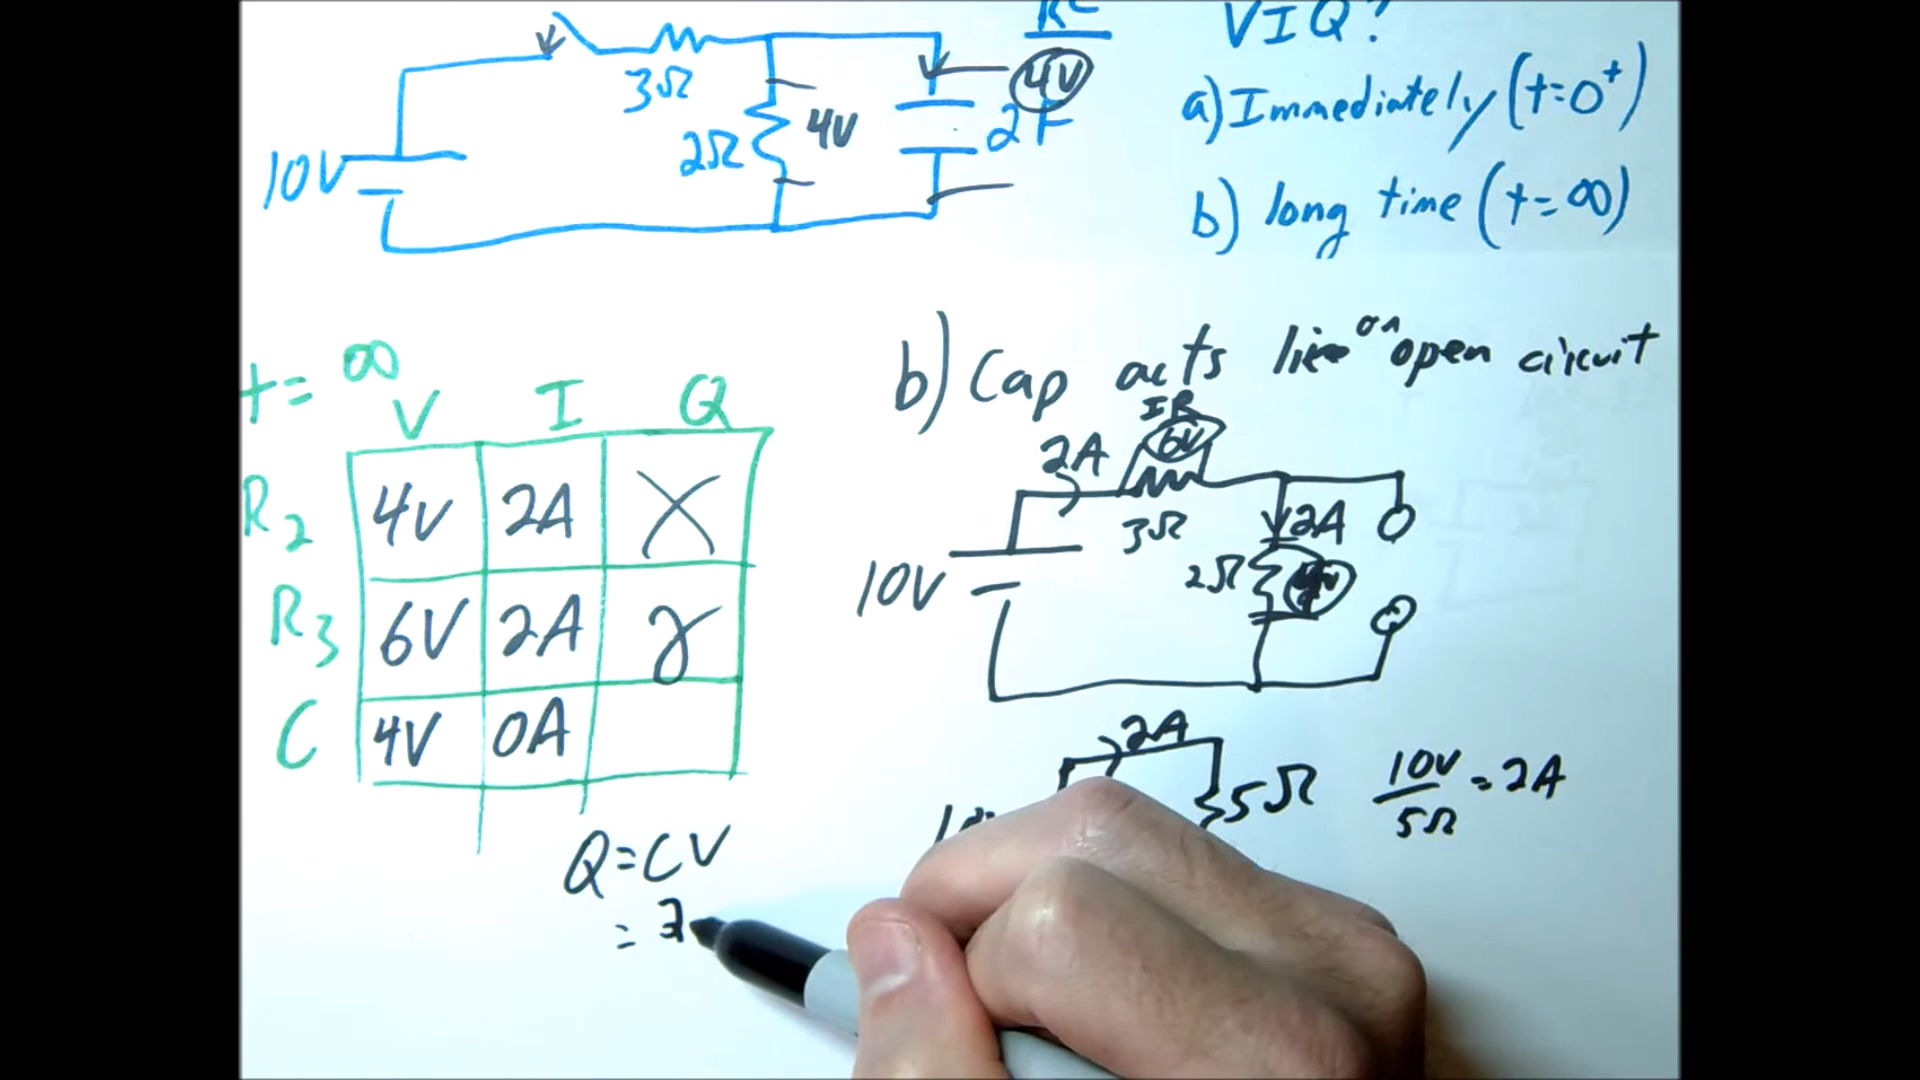 RC
VIQ?
3Ω
4V
a) Immediately (t=0⁺)
10V
2Ω
4V
2F
b) long time (t=∞)
t=∞
V I Q
b) Cap acts like an open circuit
IR
2A
6V
R2 4V 2A X
3Ω
2A
10V
2Ω
R3 6V 2A
C 4V 0A
2A
5Ω
10V/5Ω = 2A
Q=CV
= 2